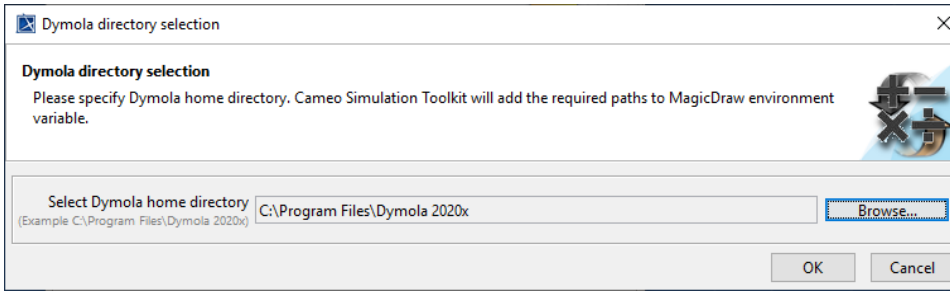 Dymola directory selection
Dymola directory selection
Please specify Dymola home directory. Cameo Simulation Toolkit will add the required paths to MagicDraw environment
variable.
Select Dymola home directory
(Example C:\Program Files\Dymola 2020x)
C:\Program Files\Dymola 2020x
Browse...
OK
Cancel